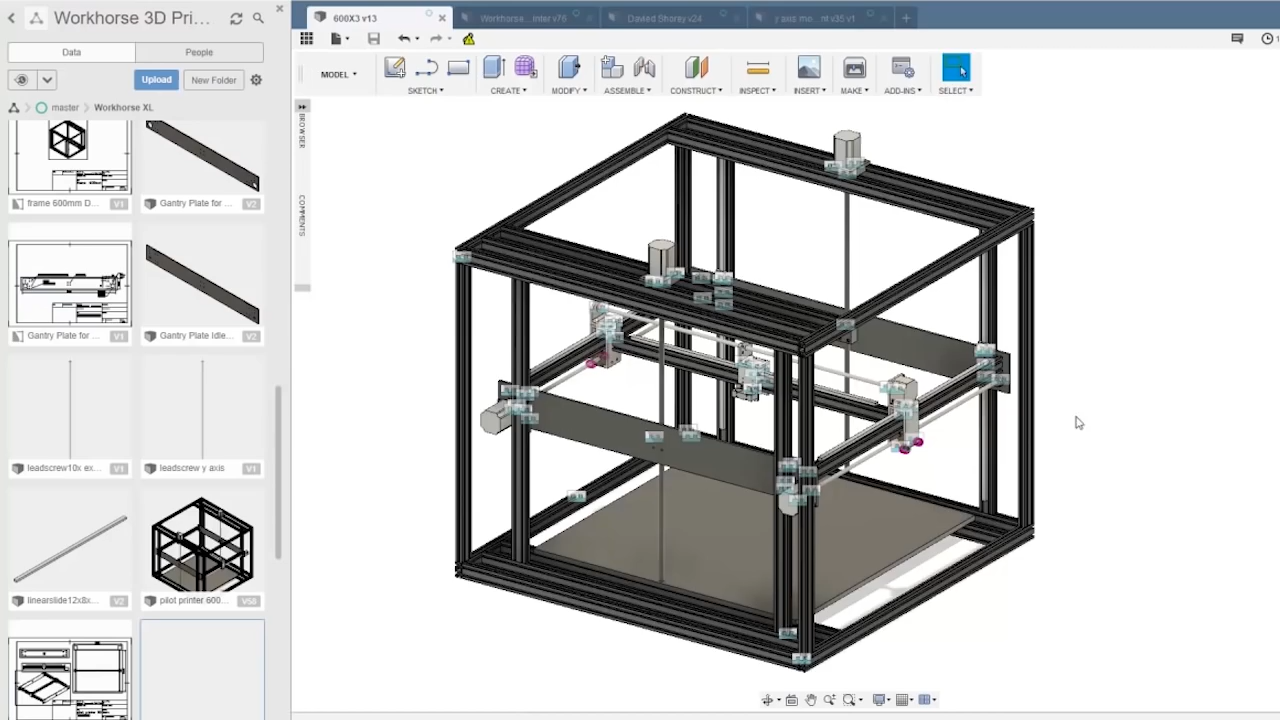 Workhorse 3D Pri...
Data
People
Upload
New Folder
master
Workhorse XL
frame 600mm D...
V1
Gantry Plate for ...
V2
Gantry Plate for ...
V1
Gantry Plate Idle...
V2
leadscrew10x ex...
V1
leadscrew y axis
V1
linearslide12x8x...
V2
pilot printer 600...
V58
600X3 v13
Workhorse ...inter v76
David Shorey v24
y axis mo...nt v35 v1
MODEL
SKETCH
CREATE
MODIFY
ASSEMBLE
CONSTRUCT
INSPECT
INSERT
MAKE
ADD-INS
SELECT
BROWSER
COMMENTS
1